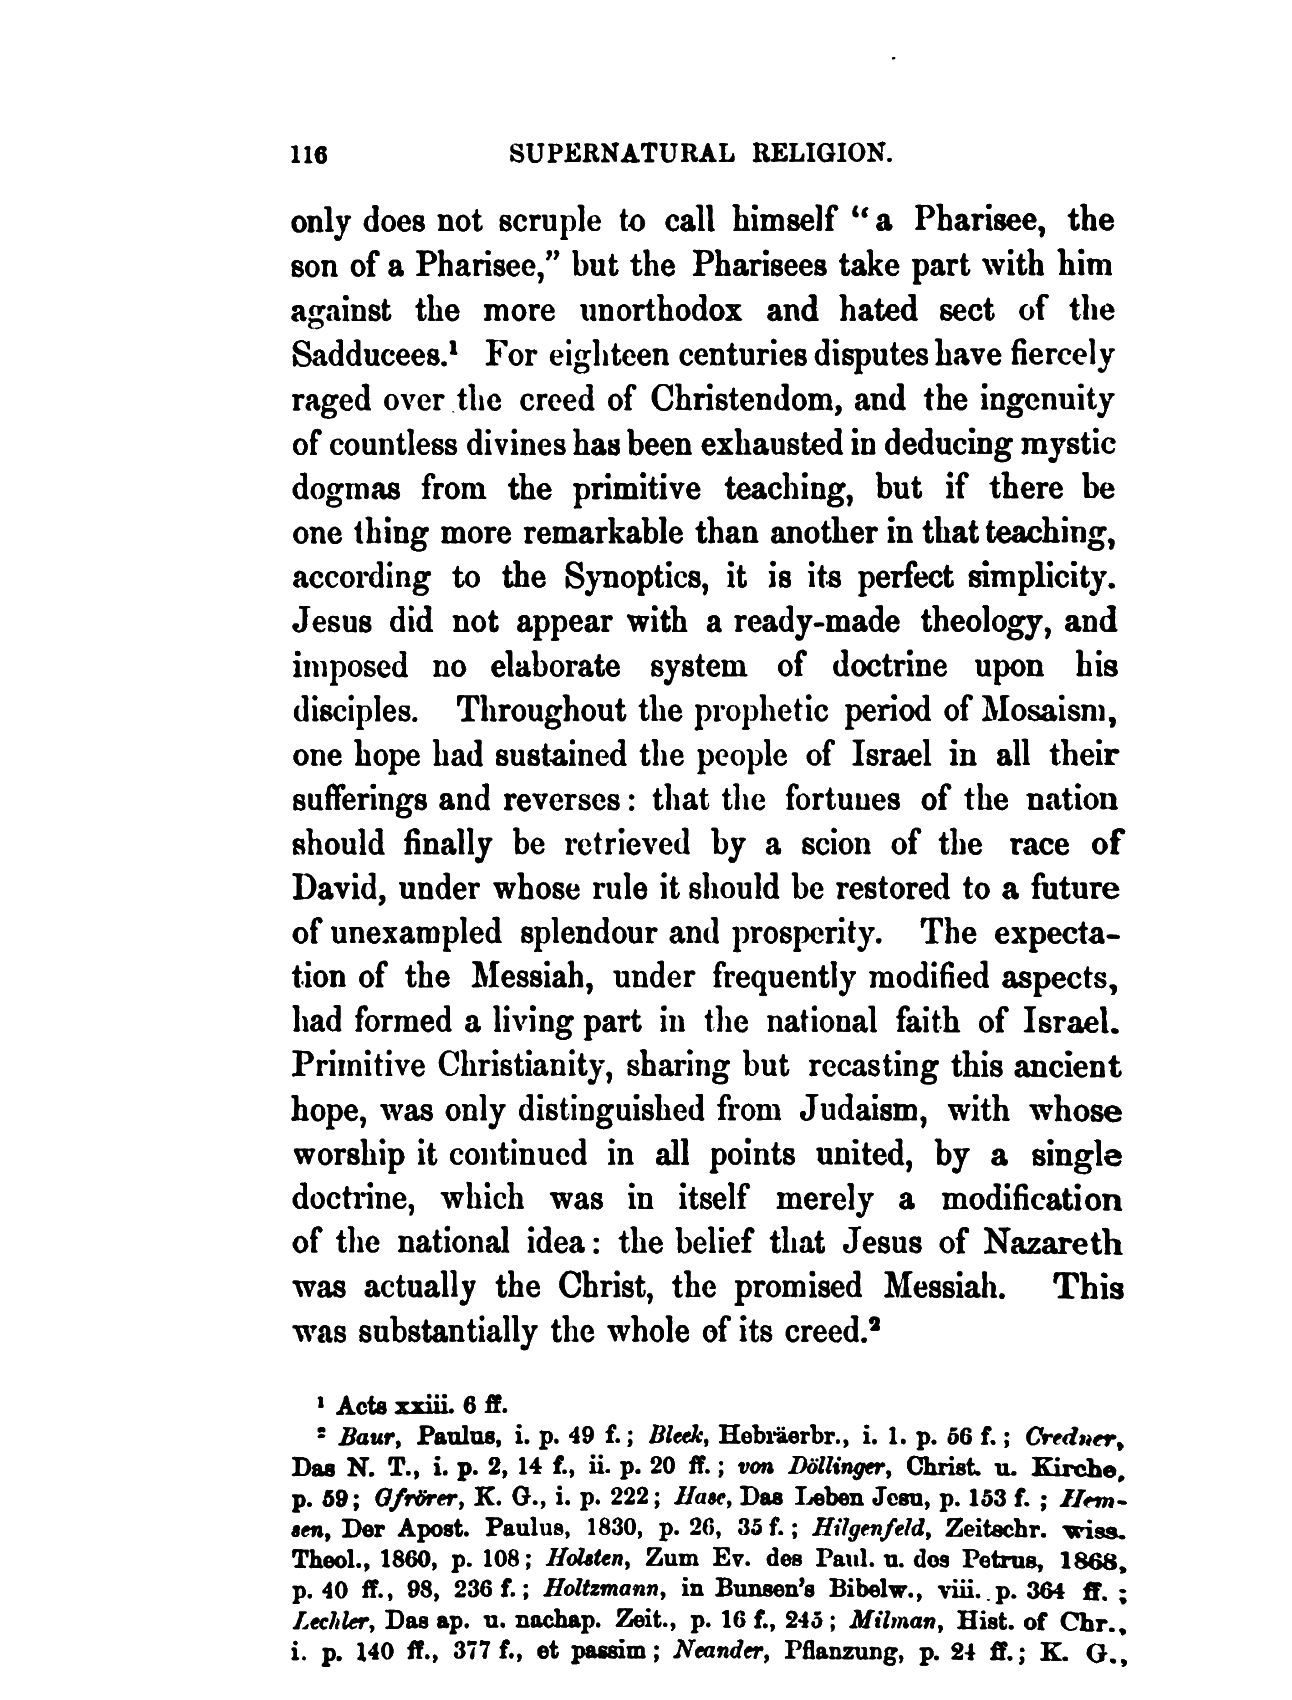 116 SUPERNATURAL RELIGION.
only does not scruple to call himself “a Pharisee, the
son of a Pharisee,” but the Pharisees take part with him
against the more unorthodox and hated sect of the
Sadducees.¹ For eighteen centuries disputes have fiercely
raged over the creed of Christendom, and the ingenuity
of countless divines has been exhausted in deducing mystic
dogmas from the primitive teaching, but if there be
one thing more remarkable than another in that teaching,
according to the Synoptics, it is its perfect simplicity.
Jesus did not appear with a ready-made theology, and
imposed no elaborate system of doctrine upon his
disciples. Throughout the prophetic period of Mosaism,
one hope had sustained the people of Israel in all their
sufferings and reverses: that the fortunes of the nation
should finally be retrieved by a scion of the race of
David, under whose rule it should be restored to a future
of unexampled splendour and prosperity. The expecta-
tion of the Messiah, under frequently modified aspects,
had formed a living part in the national faith of Israel.
Primitive Christianity, sharing but recasting this ancient
hope, was only distinguished from Judaism, with whose
worship it continued in all points united, by a single
doctrine, which was in itself merely a modification
of the national idea: the belief that Jesus of Nazareth
was actually the Christ, the promised Messiah. This
was substantially the whole of its creed.²
¹ Acts xxiii. 6 ff.
² Baur, Paulus, i. p. 49 f.; Bleek, Hebräerbr., i. 1. p. 56 f.; Credner,
Das N. T., i. p. 2, 14 f., ii. p. 20 ff.; von Döllinger, Christ. u. Kirche,
p. 59; Gfrörer, K. G., i. p. 222; Hase, Das Leben Jesu, p. 153 f. ; Hem-
sen, Der Apost. Paulus, 1830, p. 26, 35 f.; Hilgenfeld, Zeitschr. wiss.
Theol., 1860, p. 108; Holsten, Zum Ev. des Paul. u. des Petrus, 1868,
p. 40 ff., 98, 236 f.; Holtzmann, in Bunsen's Bibelw., viii. p. 364 ff. ;
Lechler, Das ap. u. nachap. Zeit., p. 16 f., 245; Milman, Hist. of Chr.,
i. p. 140 ff., 377 f., et passim; Neander, Pflanzung, p. 24 ff.; K. G.,